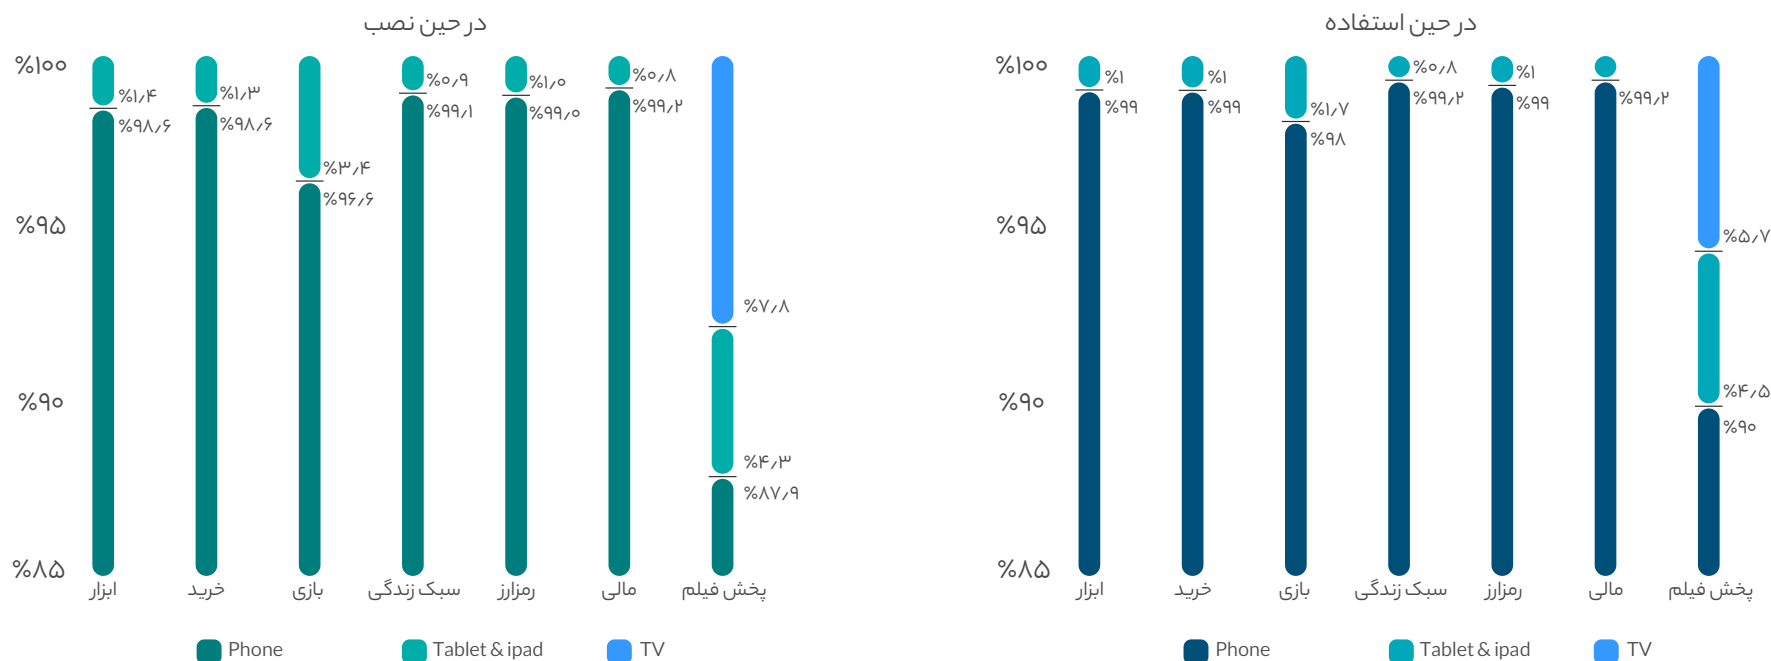 در حین نصب
%۱۰۰
%۹۵
%۹۰
%۸۵
%۱٫۴
%۹۸٫۶
%۱٫۳
%۹۸٫۶
%۳٫۴
%۹۶٫۶
%۰٫۹
%۹۹٫۱
%۱٫۰
%۹۹٫۰
%۰٫۸
%۹۹٫۲
%۷٫۸
%۴٫۳
%۸۷٫۹
ابزار
خرید
بازی
سبک زندگی
رمزارز
مالی
پخش فیلم
Phone
Tablet & ipad
TV
در حین استفاده
%۱۰۰
%۹۵
%۹۰
%۸۵
%۱
%۹۹
%۱
%۹۹
%۱٫۷
%۹۸
%۰٫۸
%۹۹٫۲
%۱
%۹۹
%۹۹٫۲
%۵٫۷
%۴٫۵
%۹۰
ابزار
خرید
بازی
سبک زندگی
رمزارز
مالی
پخش فیلم
Phone
Tablet & ipad
TV